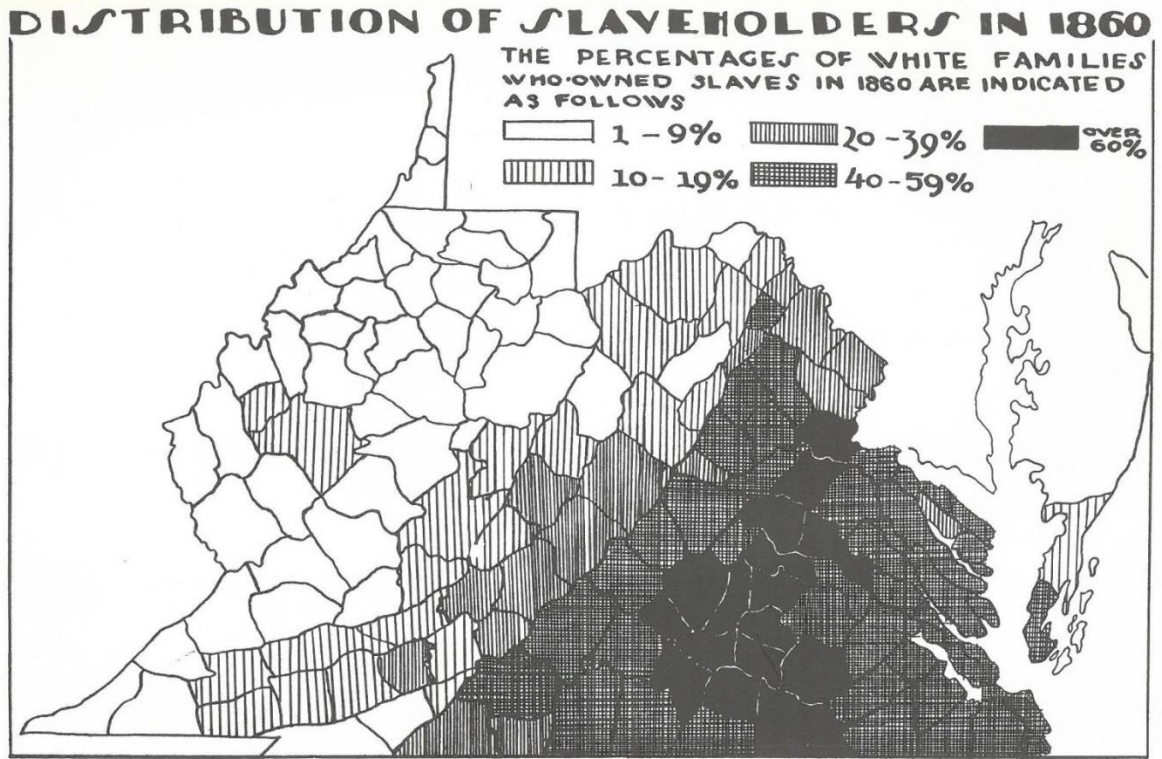 DISTRIBUTION OF SLAVEHOLDERS IN 1860
THE PERCENTAGES OF WHITE FAMILIES
WHO·OWNED SLAVES IN 1860 ARE INDICATED
AS FOLLOWS
1 - 9%
20 - 39%
OVER
60%
10 - 19%
40 - 59%